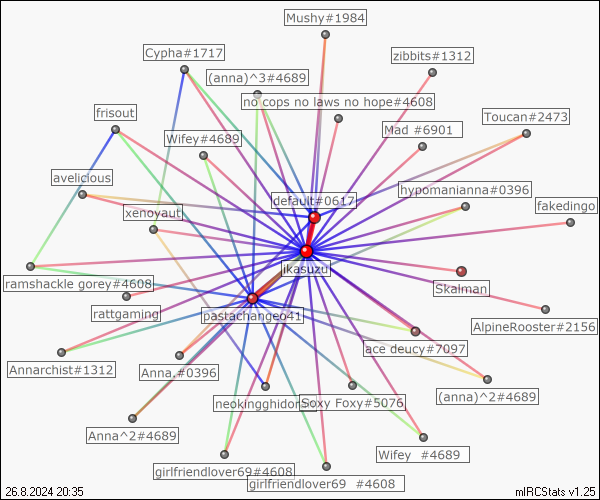 Mushy#1984
Cypha#1717
zibbits#1312
(anna)^3#4689
no cops no laws no hope#4608
frisout
Toucan#2473
Mad #6901
Wifey#4689
avelicious
hypomanianna#0396
default#0617
xenoyaut
fakedingo
ikasuzu
ramshackle gorey#4608
Skalman
rattgaming
pastachangeo41
AlpineRooster#2156
ace deucy#7097
Annarchist#1312
Anna,#0396
(anna)^2#4689
neokingghidor
Soxy Foxy#5076
Anna^2#4689
Wifey #4689
girlfriendlover69#4608
girlfriendlover69 #4608
26.8.2024 20:35
mIRCStats v1.25